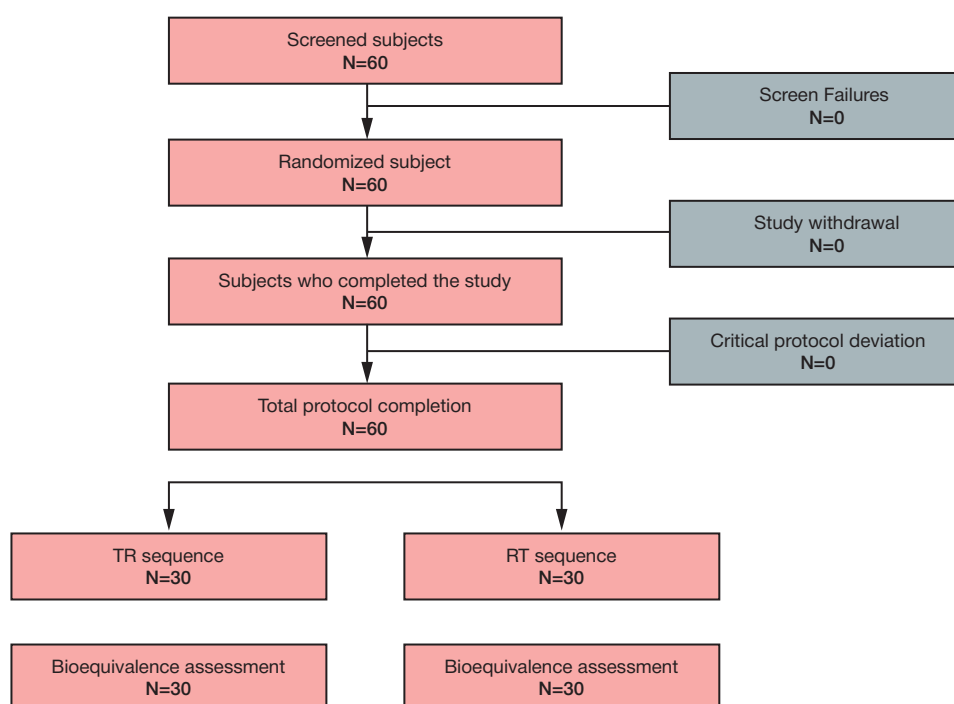 Screened subjects
N=60
Screen Failures
N=0
Randomized subject
N=60
Study withdrawal
N=0
Subjects who completed the study
N=60
Critical protocol deviation
N=0
Total protocol completion
N=60
TR sequence
N=30
RT sequence
N=30
Bioequivalence assessment
N=30
Bioequivalence assessment
N=30